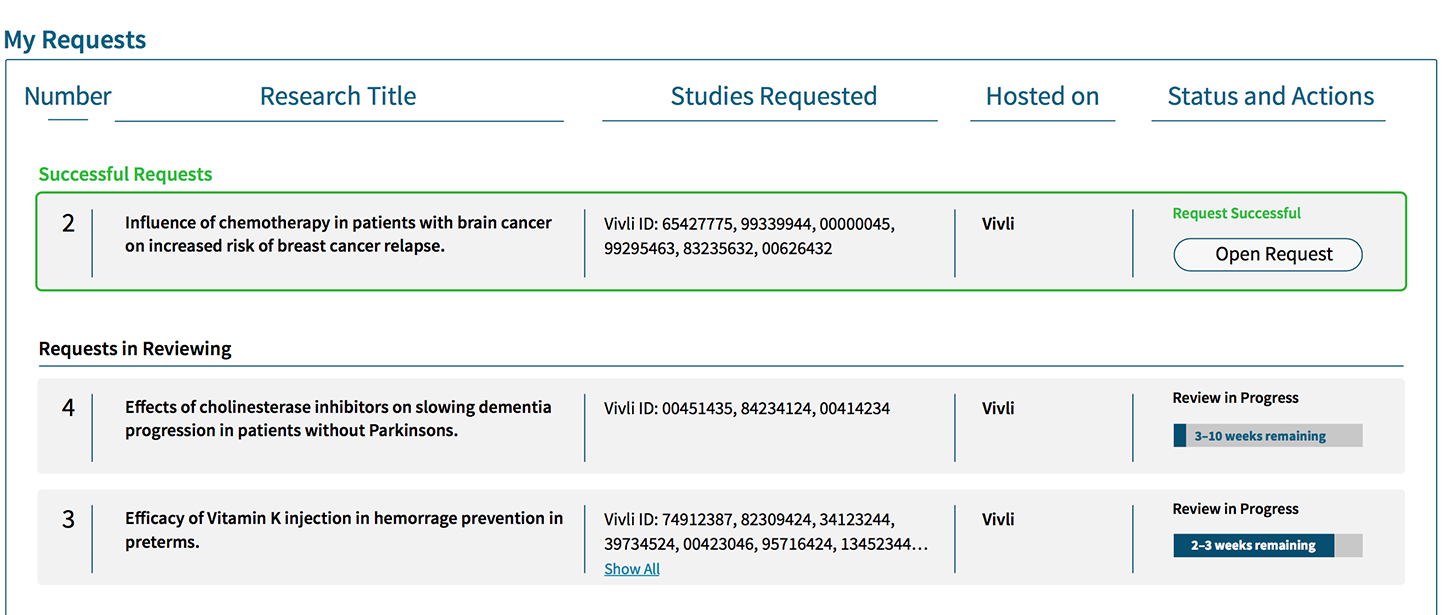 My Requests
Number Research Title Studies Requested Hosted on Status and Actions
Successful Requests
2
Influence of chemotherapy in patients with brain cancer
on increased risk of breast cancer relapse.
Vivli ID: 65427775, 99339944, 00000045,
99295463, 83235632, 00626432
Vivli
Request Successful
Open Request
Requests in Reviewing
4
Effects of cholinesterase inhibitors on slowing dementia
progression in patients without Parkinsons.
Vivli ID: 00451435, 84234124, 00414234
Vivli
Review in Progress
3–10 weeks remaining
3
Efficacy of Vitamin K injection in hemorrage prevention in
preterms.
Vivli ID: 74912387, 82309424, 34123244,
39734524, 00423046, 95716424, 13452344…
Show All
Vivli
Review in Progress
2–3 weeks remaining